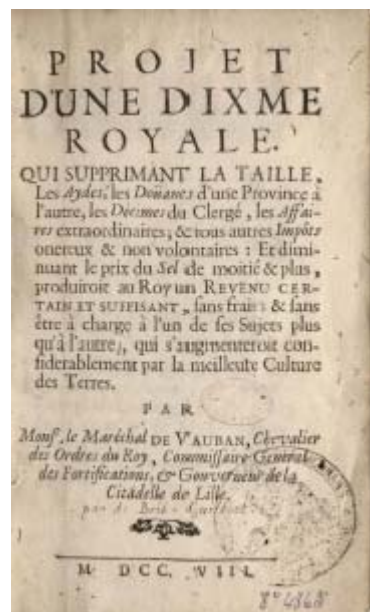 PROJET
D'UNE DIXME
ROYALE.
QUI SUPPRIMANT LA TAILLE,
Les Aydes, les Doüanes d'une Province à
l'autre, les Decimes du Clergé, les Affai-
res extraordinaires; & tous autres Impôts
onereux & non volontaires : Et dimi-
nuant le prix du Sel de moitié & plus,
produiroit au Roy un REVENU CER-
TAIN ET SUFFISANT, sans frais; & sans
être à charge à l'un de ses Sujets plus
qu'à l'autre, qui s'augmenteroit con-
siderablement par la meilleure Culture
des Terres.
PAR
Monsr. le Maréchal DE VAUBAN, Chevalier
des Ordres du Roy, Commissaire General
des Fortifications, & Gouverneur de la
Citadelle de Lille.
M DCC. VIII.